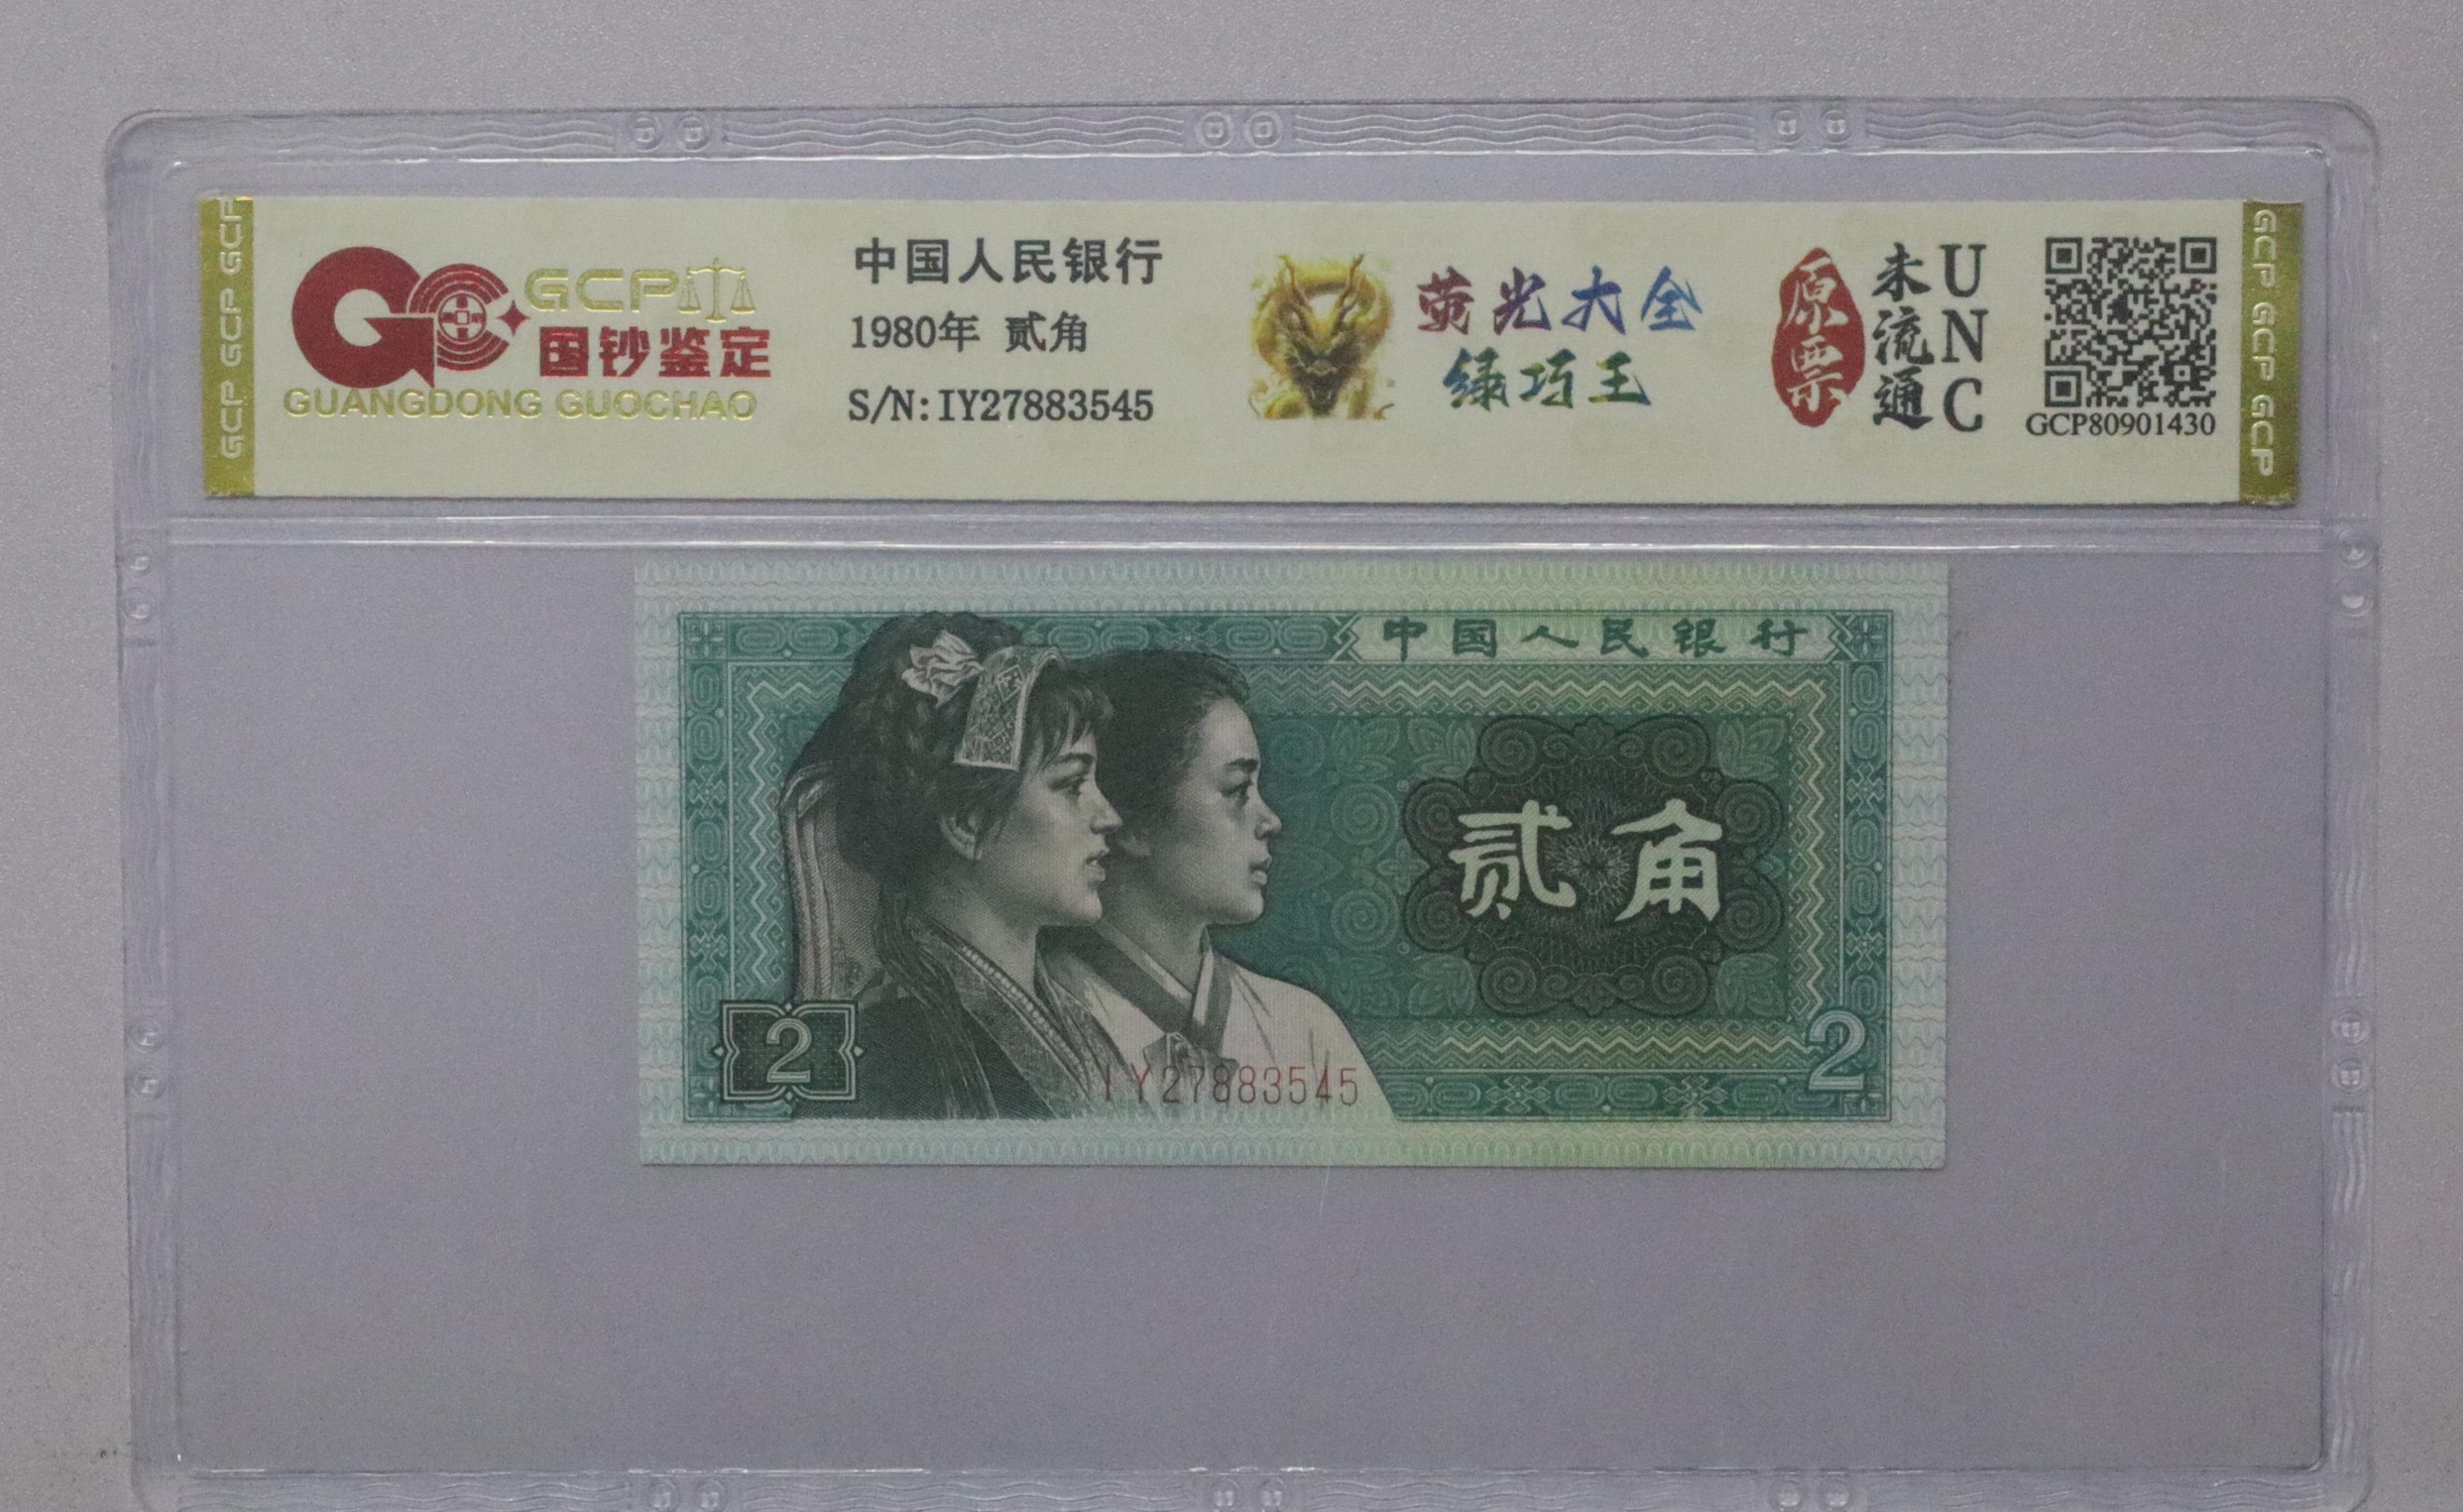 GCP GCP GCP
GCP
国钞鉴定
GUANGDONG GUOCHAO
中国人民银行
1980年 贰角
S/N: IY27883545
荧光大全
绿巧王
原票
未流通
UNC
GCP80901430
GCP GCP GCP GCP
中国人民银行
贰角
2
2
IY27883545